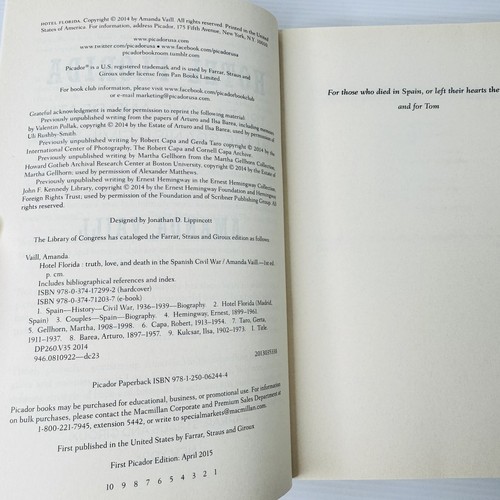 HOTEL FLORIDA. Copyright © 2014 by Amanda Vaill. All rights reserved. Printed in the United
States of America. For information, address Picador, 175 Fifth Avenue, New York, N.Y. 10010.
www.picadorusa.com
www.twitter.com/picadorusa • www.facebook.com/picadorusa
picadorbookroom.tumblr.com
Picador® is a U.S. registered trademark and is used by Farrar, Straus and
Giroux under license from Pan Books Limited.
For book club information, please visit www.facebook.com/picadorbookclub
or e-mail marketing@picadorusa.com.
Grateful acknowledgment is made for permission to reprint the following material:
Previously unpublished writing from the papers of Arturo and Ilsa Barea, including memoirs
by Valentin Pollak, copyright © by the Estate of Arturo and Ilsa Barea, used by permission of
Uli Rushby-Smith.
Previously unpublished writing by Robert Capa and Gerda Taro copyright © by the
International Center of Photography, The Robert Capa and Cornell Capa Archive.
Previously unpublished writing by Martha Gellhorn from the Martha Gellhorn Collection,
Howard Gotlieb Archival Research Center at Boston University, copyright © by the Estate of
Martha Gellhorn; used by permission of Alexander Matthews.
Previously unpublished writing by Ernest Hemingway in the Ernest Hemingway Collection,
John F. Kennedy Library, copyright © 2014 by the Ernest Hemingway Foundation and Hemingway
Foreign Rights Trust, used by permission of the Foundation and of Scribner Publishing Group. All
rights reserved.
Designed by Jonathan D. Lippincott
The Library of Congress has cataloged the Farrar, Straus and Giroux edition as follows:
Vaill, Amanda.
Hotel Florida : truth, love, and death in the Spanish Civil War / Amanda Vaill.—1st ed.
p. cm.
Includes bibliographical references and index.
ISBN 978-0-374-17299-2 (hardcover)
ISBN 978-0-374-71203-7 (e-book)
1. Spain—History—Civil War, 1936–1939—Biography. 2. Hotel Florida (Madrid,
Spain) 3. Couples—Spain—Biography. 4. Hemingway, Ernest, 1899–1961.
5. Gellhorn, Martha, 1908–1998. 6. Capa, Robert, 1913–1954. 7. Taro, Gerta,
1911–1937. 8. Barea, Arturo, 1897–1957. 9. Kulcsar, Ilsa, 1902–1973. I. Title.
DP260.V35 2014
946.0810922—dc23
Picador Paperback ISBN 978-1-250-06244-4
Picador books may be purchased for educational, business, or promotional use. For information
on bulk purchases, please contact the Macmillan Corporate and Premium Sales Department at
1-800-221-7945, extension 5442, or write to specialmarkets@macmillan.com.
First published in the United States by Farrar, Straus and Giroux
First Picador Edition: April 2015
10 9 8 7 6 5 4 3 2 1
For those who died in Spain, or left their hearts the
and for Tom